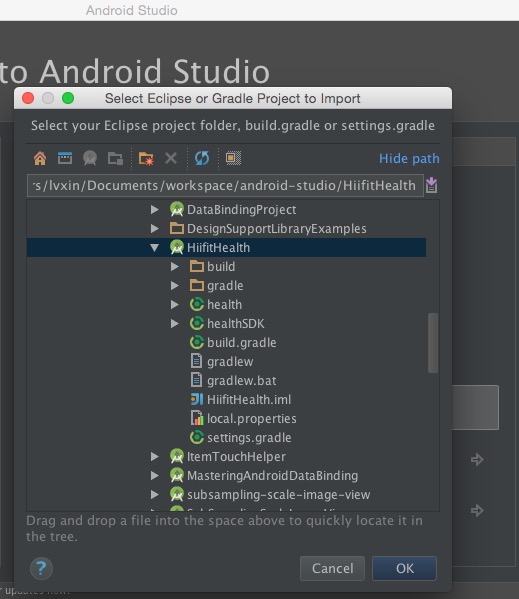 Android Studio
to Android Studio
Select Eclipse or Gradle Project to Import
Select your Eclipse project folder, build.gradle or settings.gradle
Hide path
s/lvxin/Documents/workspace/android-studio/HiifitHealth
DataBindingProject
DesignSupportLibraryExamples
HiifitHealth
build
gradle
health
healthSDK
build.gradle
gradlew
gradlew.bat
HiifitHealth.iml
local.properties
settings.gradle
ItemTouchHelper
MasteringAndroidDataBinding
subsampling-scale-image-view
Drag and drop a file into the space above to quickly locate it in
the tree.
?
Cancel
OK